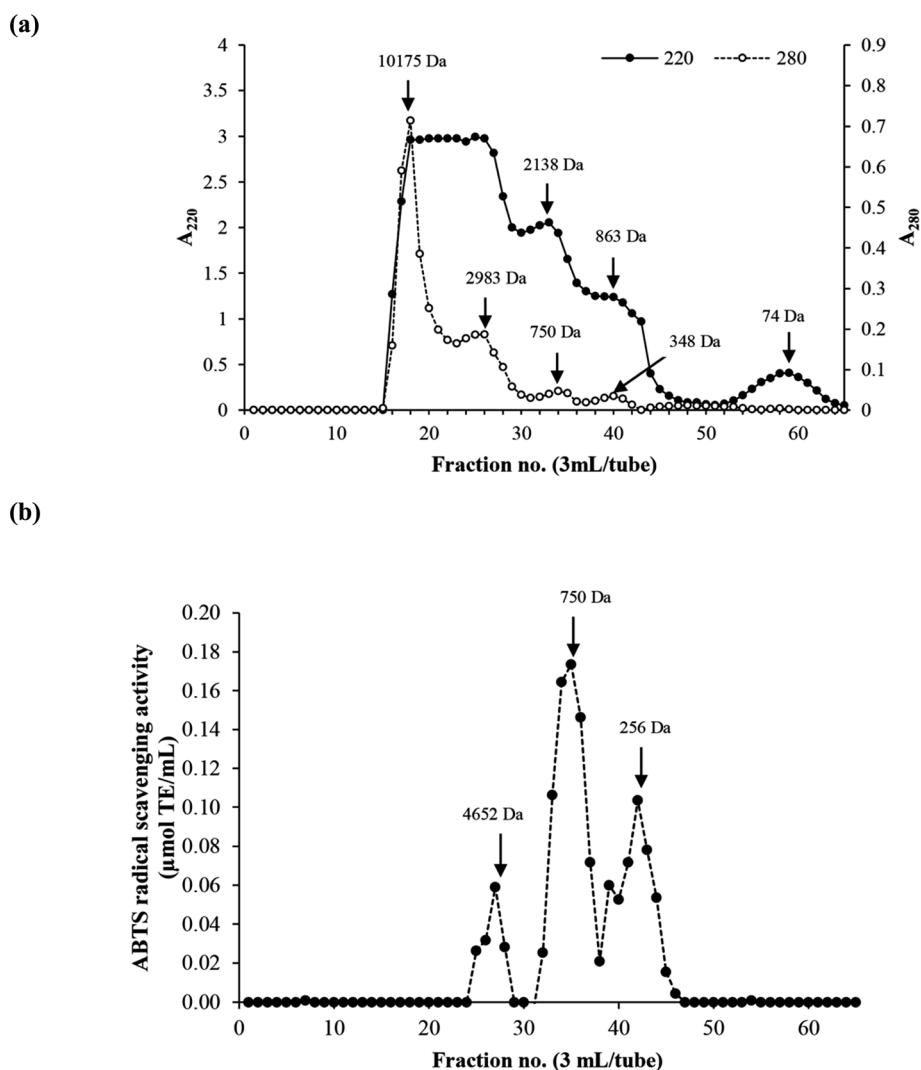 (a)
10175 Da
220
280
4
3.5
3
2.5
2
1.5
1
0.5
0
A220
0.9
0.8
0.7
0.6
0.5
0.4
0.3
0.2
0.1
0
A280
2138 Da
863 Da
2983 Da
750 Da
348 Da
74 Da
0 10 20 30 40 50 60
Fraction no. (3mL/tube)
(b)
ABTS radical scavenging activity
(µmol TE/mL)
0.20
0.18
0.16
0.14
0.12
0.10
0.08
0.06
0.04
0.02
0.00
750 Da
256 Da
4652 Da
0 10 20 30 40 50 60
Fraction no. (3 mL/tube)